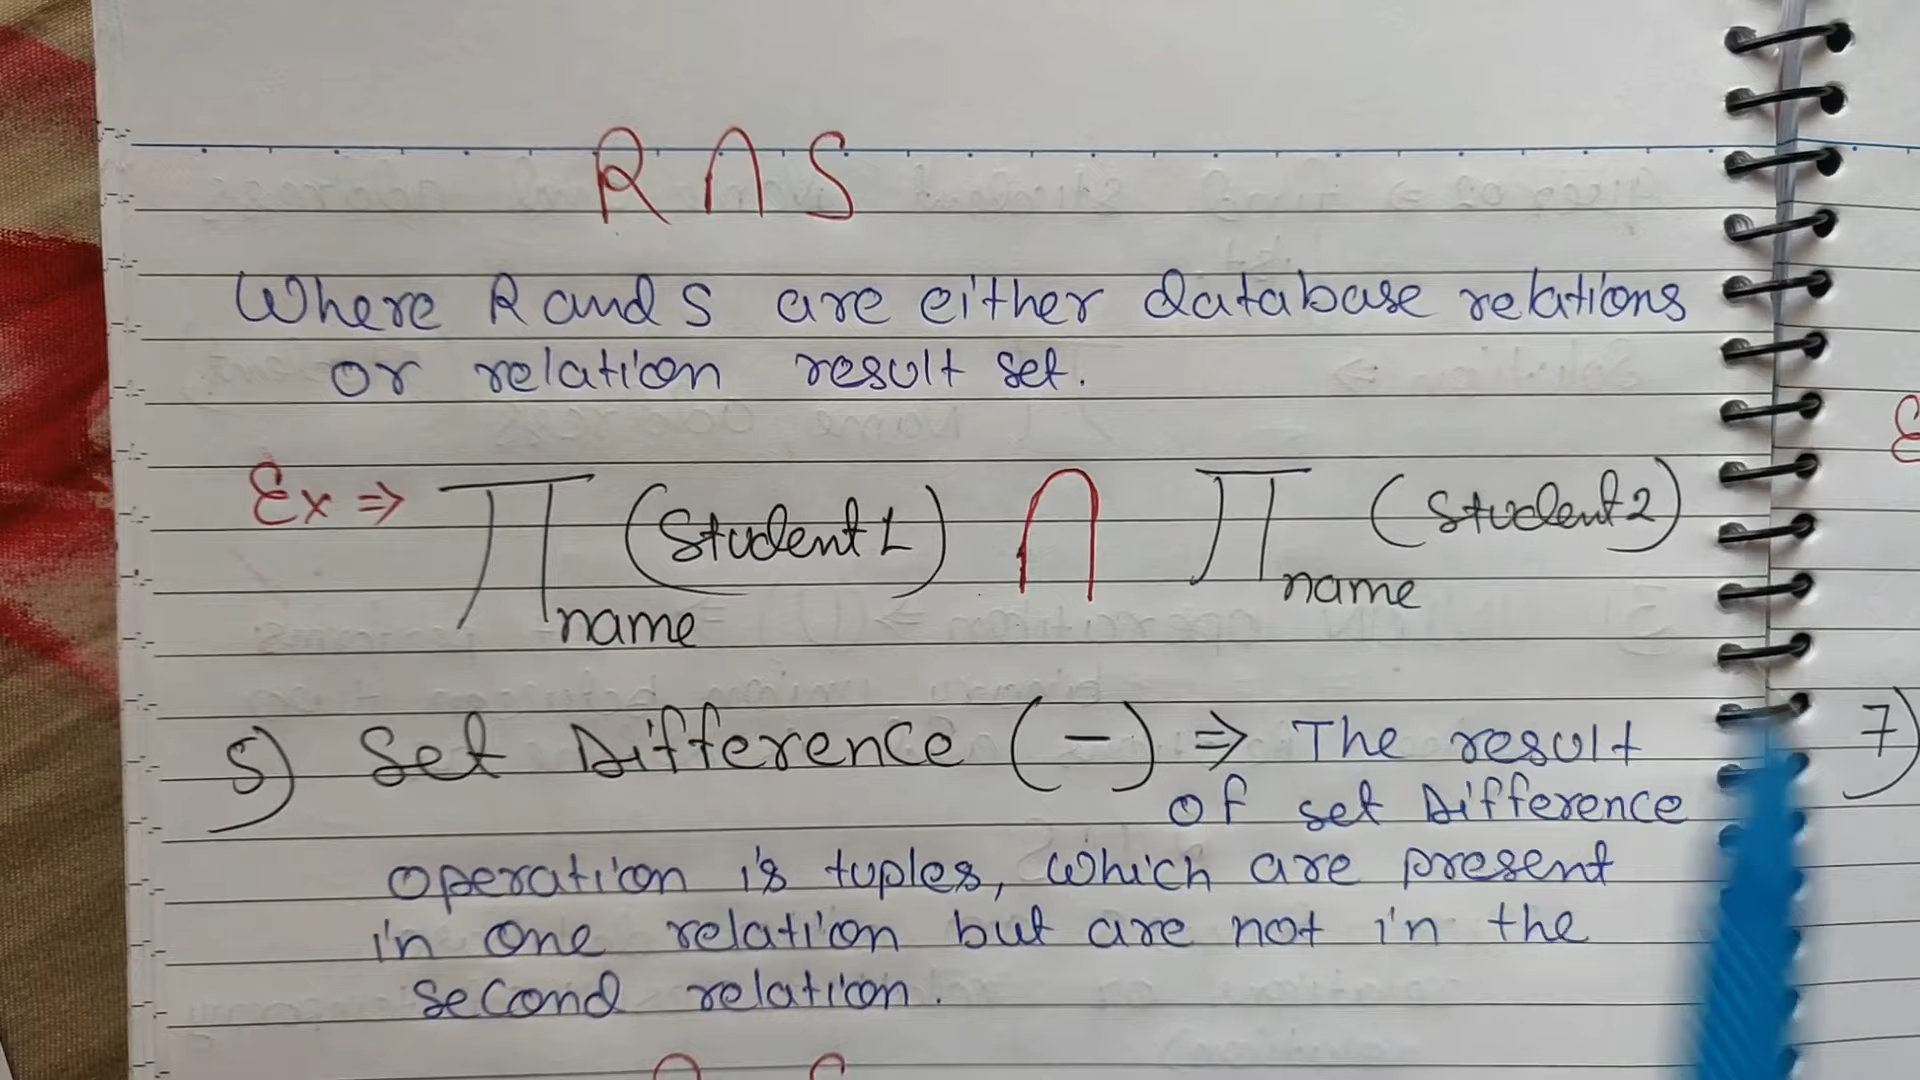 R ∩ S
Where R and S are either database relations
or relation result set.
Ex ⇒ ∏ name (Student 1) ∩ ∏ name (Student 2)
5) Set Difference (-) ⇒ The result
of set Difference
operation is tuples, which are present
in one relation but are not in the
second relation.
7)